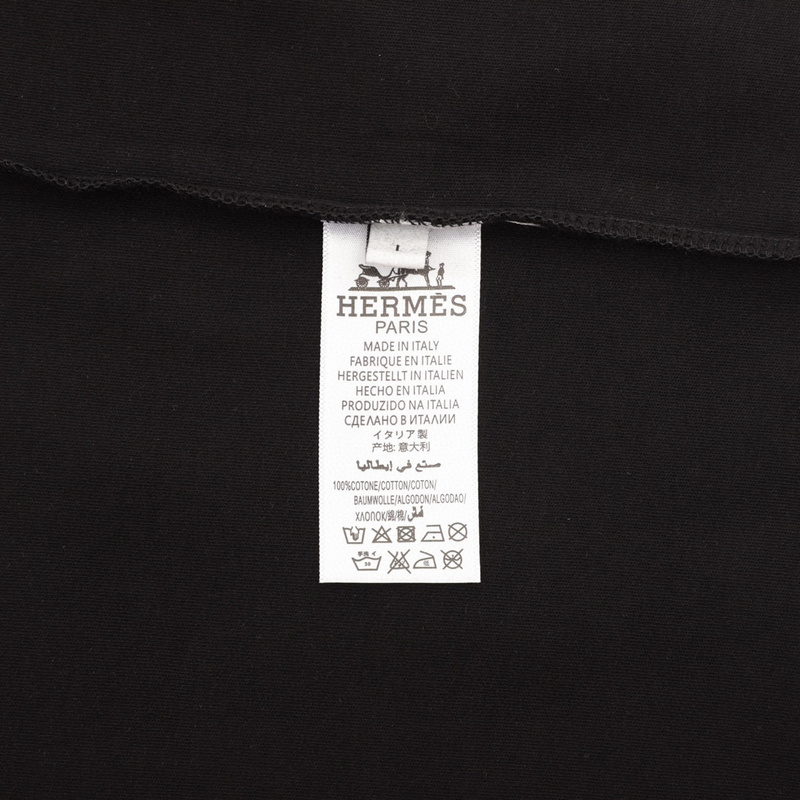 HERMÈS
PARIS
MADE IN ITALY
FABRIQUE EN ITALIE
HERGESTELLT IN ITALIEN
HECHO EN ITALIA
PRODUZIDO NA ITALIA
СДЕЛАНО В ИТАЛИИ
イタリア製
产地: 意大利
صنع في إيطاليا
100%COTONE/COTTON/COTON/
BAUMWOLLE/ALGODON/ALGODAO/
ХЛОПОК/綿/棉/
30
低